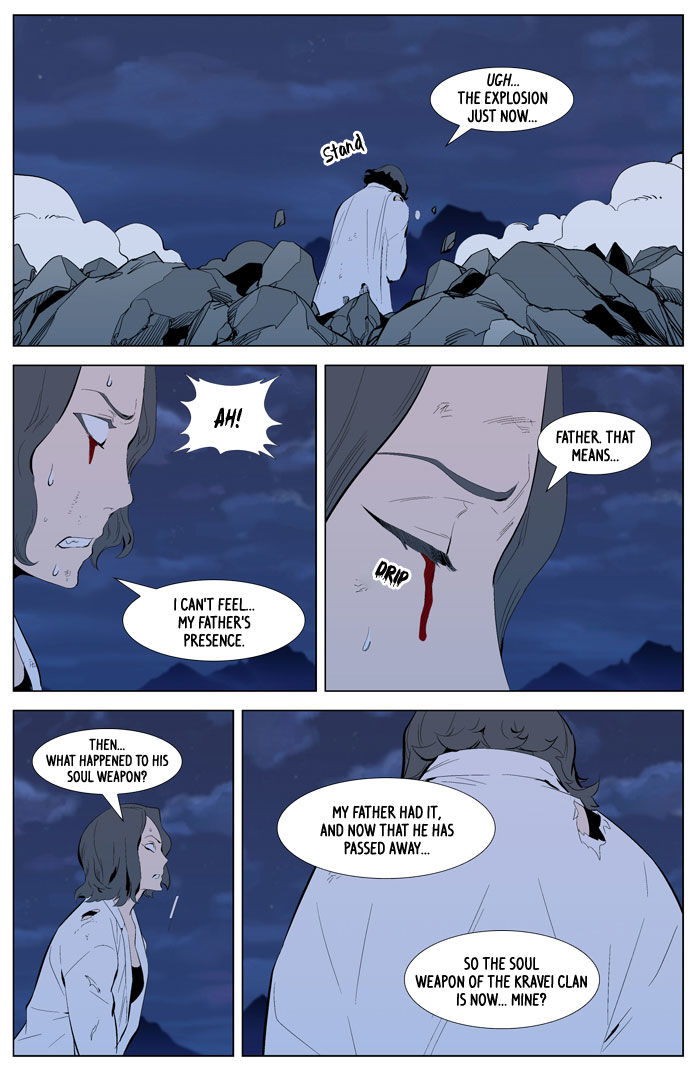 UGH...
THE EXPLOSION
JUST NOW...
Stand
AH!
I CAN'T FEEL...
MY FATHER'S
PRESENCE.
FATHER. THAT
MEANS...
DRIP
THEN...
WHAT HAPPENED TO HIS
SOUL WEAPON?
MY FATHER HAD IT,
AND NOW THAT HE HAS
PASSED AWAY...
SO THE SOUL
WEAPON OF THE KRAVEI CLAN
IS NOW... MINE?